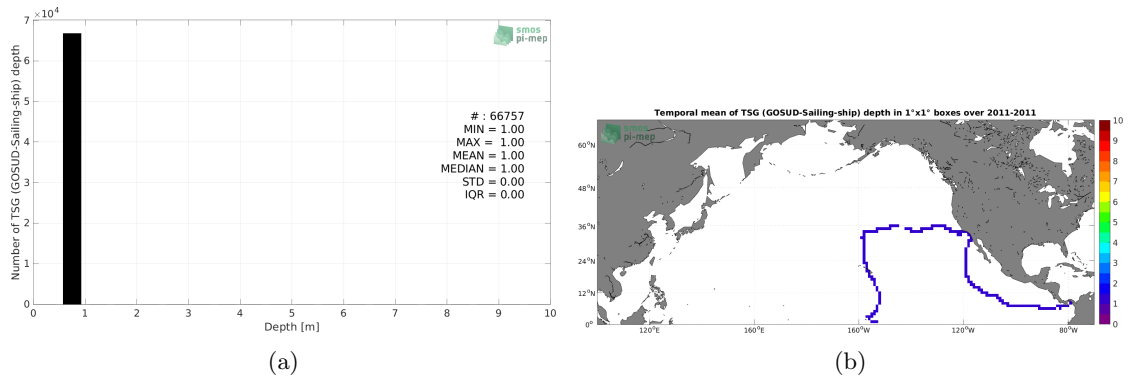 7
×10⁴
6
5
4
3
2
1
0
Number of TSG (GOSUD-Sailing-ship) depth
smos
pi-mep
# : 66757
MIN = 1.00
MAX = 1.00
MEAN = 1.00
MEDIAN = 1.00
STD = 0.00
IQR = 0.00
0 1 2 3 4 5 6 7 8 9 10
Depth [m]
(a)
Temporal mean of TSG (GOSUD-Sailing-ship) depth in 1°x1° boxes over 2011-2011
smos
pi-mep
60°N
48°N
36°N
24°N
12°N
0°
120°E 160°E 160°W 120°W 80°W
10
9
8
7
6
5
4
3
2
1
0
(b)